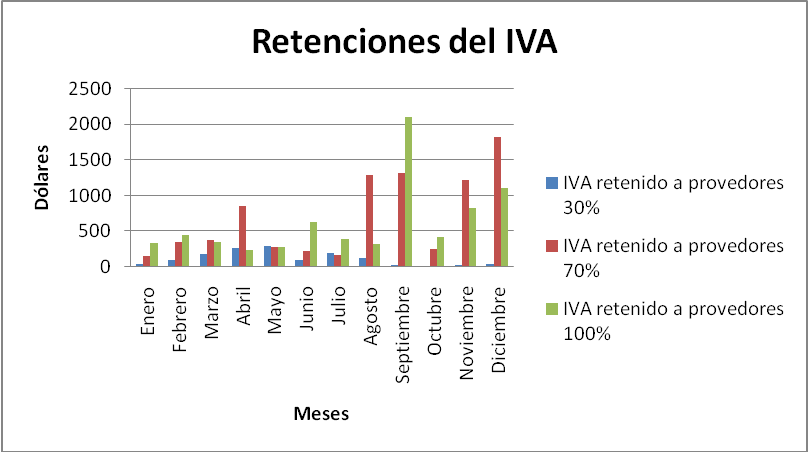 Retenciones del IVA
2500
2000
1500
1000
500
0
Dólares
Enero
Febrero
Marzo
Abril
Mayo
Junio
Julio
Agosto
Septiembre
Octubre
Noviembre
Diciembre
Meses
IVA retenido a provedores
30%
IVA retenido a provedores
70%
IVA retenido a provedores
100%